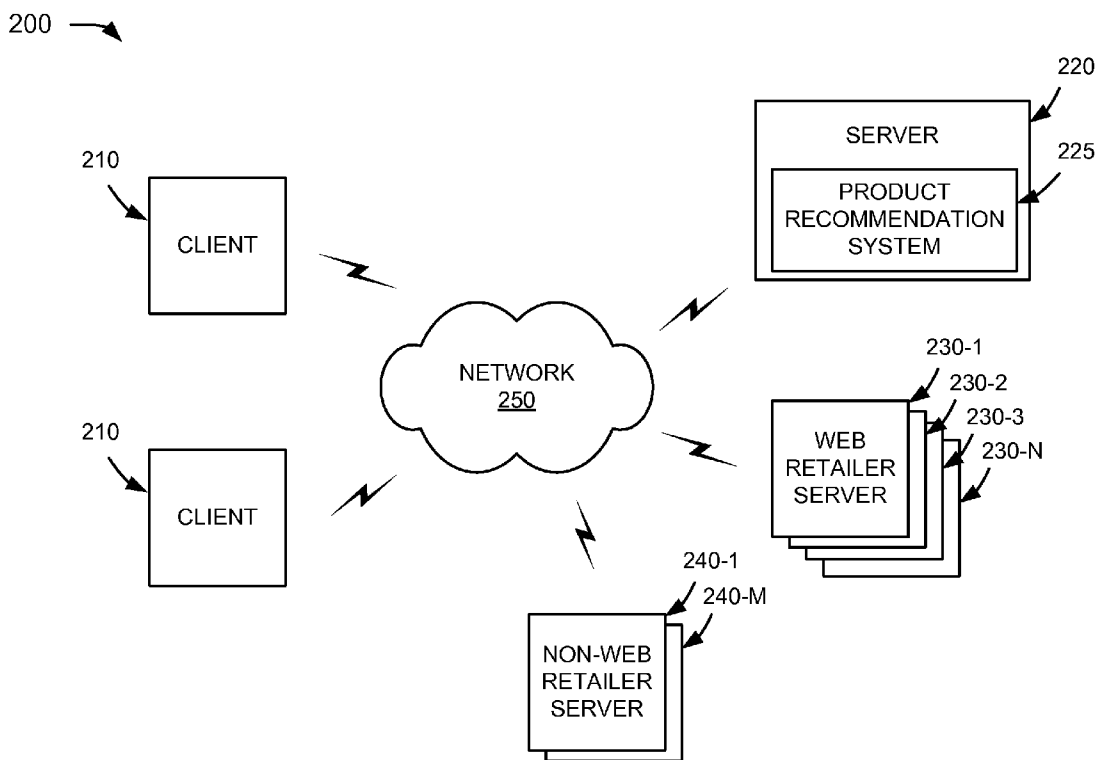 200
220
SERVER
225
PRODUCT
RECOMMENDATION
SYSTEM
210
CLIENT
NETWORK
250
230-1
230-2
230-3
230-N
WEB
RETAILER
SERVER
210
CLIENT
240-1
240-M
NON-WEB
RETAILER
SERVER